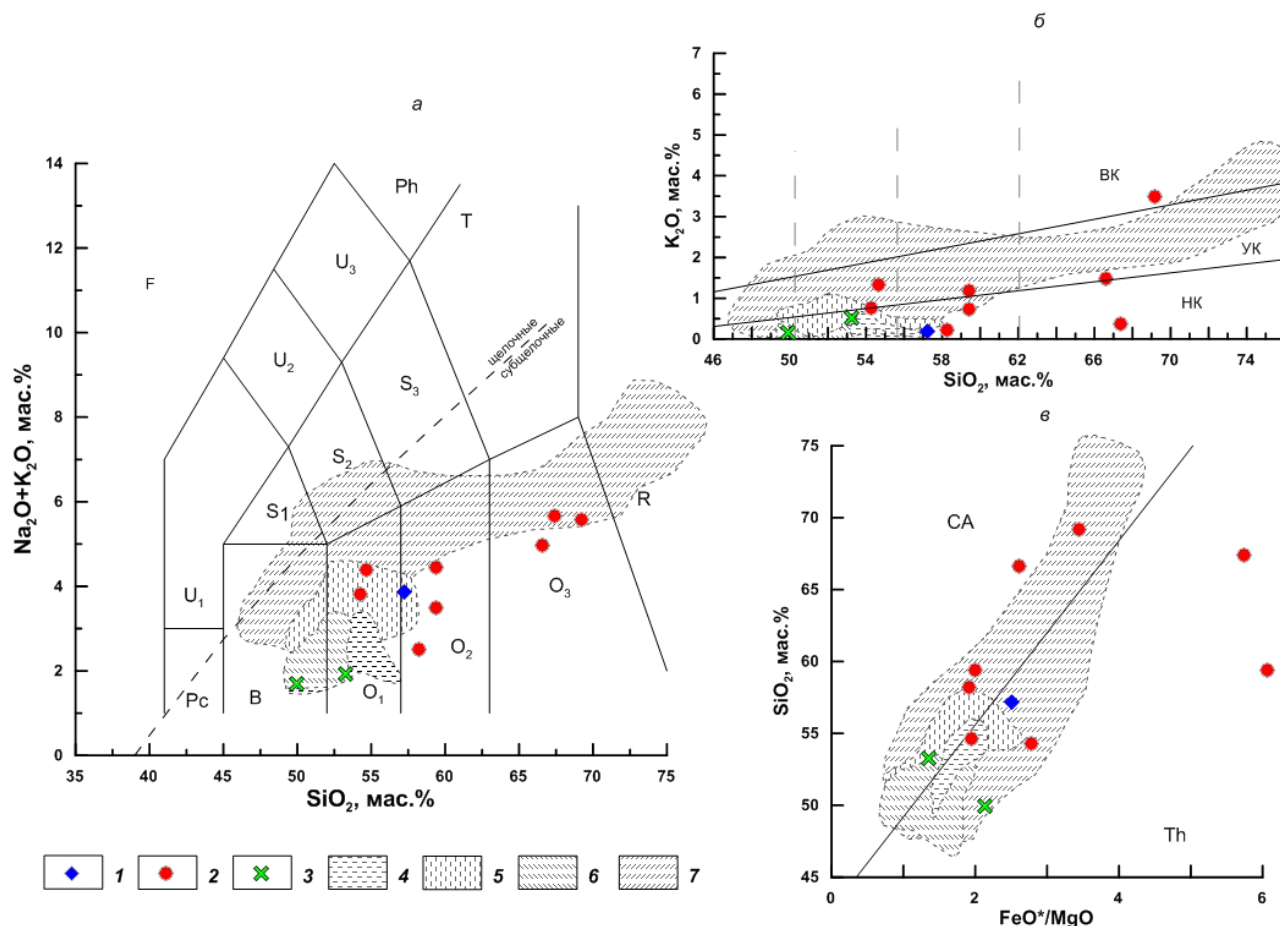 а
Na₂O+K₂O, мас.%
14
12
10
8
6
4
2
0
F
Ph
T
U₃
U₂
S₃
S₂
S1
U₁
Pc
B
O₁
O₂
O₃
R
щелочные
субщелочные
35 40 45 50 55 60 65 70 75
SiO₂, мас.%
б
K₂O, мас.%
7
6
5
4
3
2
1
0
ВК
УК
НК
46 50 54 58 62 66 70 74
SiO₂, мас.%
в
SiO₂, мас.%
75
70
65
60
55
50
45
CA
Th
0 2 4 6
FeO*/MgO
1 2 3 4 5 6 7